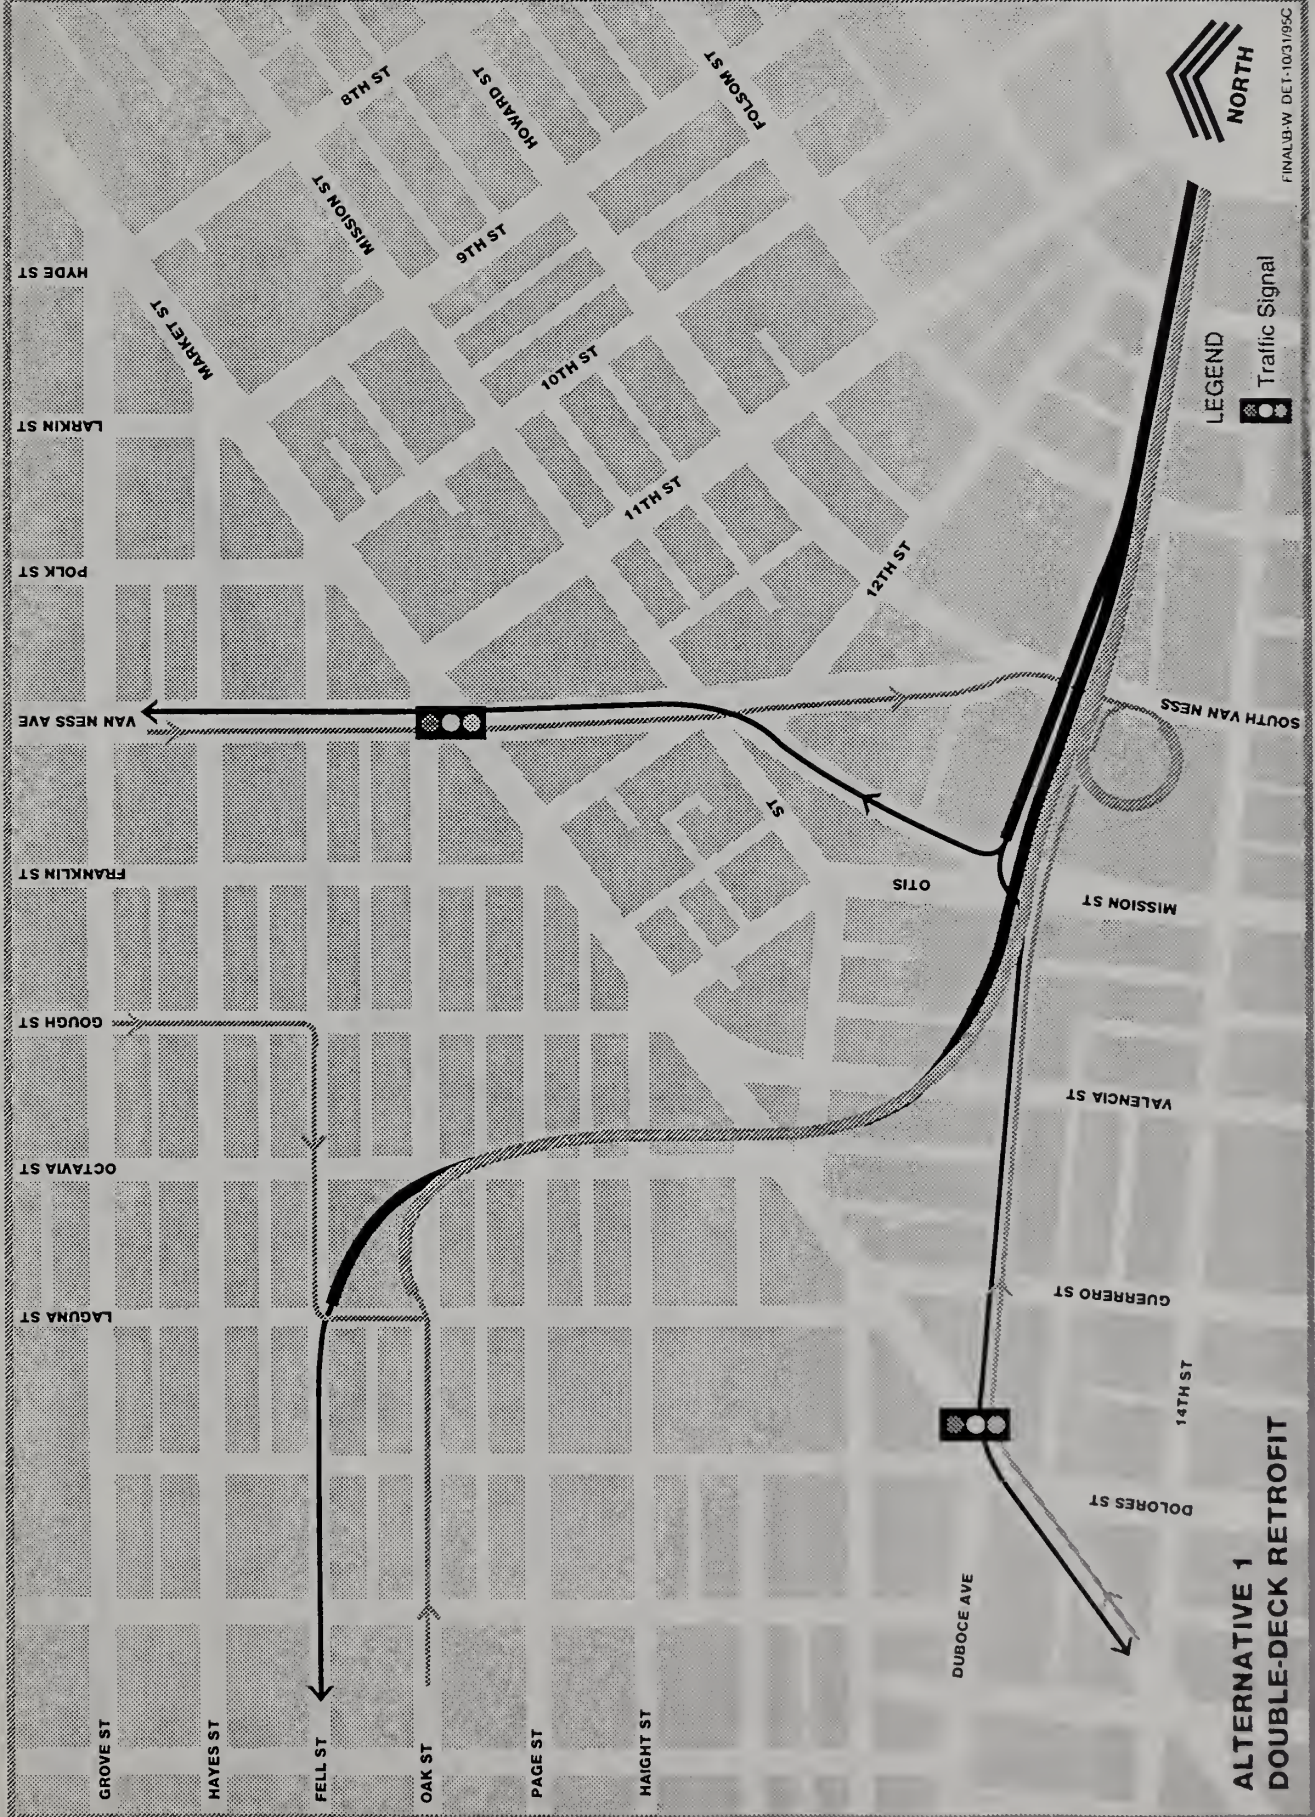 GROVE ST
HAYES ST
FELL ST
OAK ST
PAGE ST
HAIGHT ST
LAGUNA ST
OCTAVIA ST
GOUGH ST
FRANKLIN ST
VAN NESS AVE
POLK ST
LARKIN ST
HYDE ST
MARKET ST
MISSION ST
8TH ST
HOWARD ST
9TH ST
FOLSOM ST
10TH ST
11TH ST
12TH ST
ST
OTIS
MISSION ST
SOUTH VAN NESS
VALENCIA ST
GUERRERO ST
14TH ST
DOLORES ST
DUBOCE AVE
ALTERNATIVE 1
DOUBLE-DECK RETROFIT
LEGEND
Traffic Signal
NORTH
FINAL\B-W DET-10/31/95C